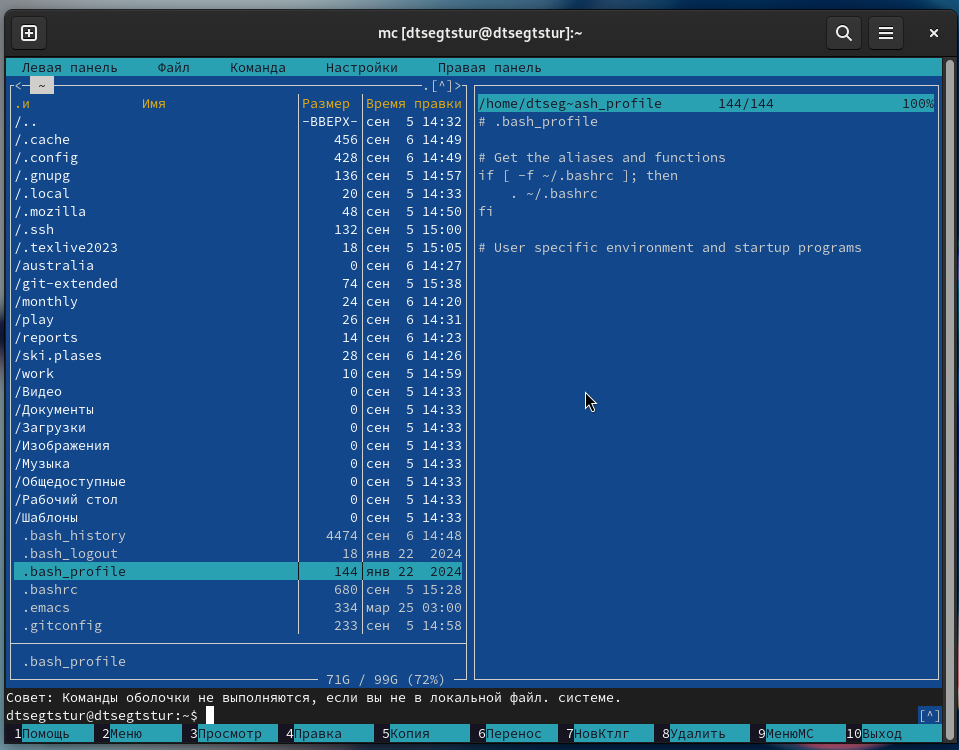 mc [dtsegtstur@dtsegtstur]:~
Левая панель Файл Команда Настройки Правая панель
<─ ~ .[^]>
.и Имя Размер Время правки
/.. -ВВЕРХ- сен 5 14:32
/.cache 456 сен 6 14:49
/.config 428 сен 6 14:49
/.gnupg 136 сен 5 14:57
/.local 20 сен 5 14:33
/.mozilla 48 сен 5 14:50
/.ssh 132 сен 5 15:00
/.texlive2023 18 сен 5 15:05
/australia 0 сен 6 14:27
/git-extended 74 сен 5 15:38
/monthly 24 сен 6 14:20
/play 26 сен 6 14:31
/reports 14 сен 6 14:23
/ski.plases 28 сен 6 14:26
/work 10 сен 5 14:59
/Видео 0 сен 5 14:33
/Документы 0 сен 5 14:33
/Загрузки 0 сен 5 14:33
/Изображения 0 сен 5 14:33
/Музыка 0 сен 5 14:33
/Общедоступные 0 сен 5 14:33
/Рабочий стол 0 сен 5 14:33
/Шаблоны 0 сен 5 14:33
.bash_history 4474 сен 6 14:48
.bash_logout 18 янв 22 2024
.bash_profile 144 янв 22 2024
.bashrc 680 сен 5 15:28
.emacs 334 мар 25 03:00
.gitconfig 233 сен 5 14:58
.bash_profile
71G / 99G (72%)
/home/dtseg~ash_profile 144/144 100%
# .bash_profile
# Get the aliases and functions
if [ -f ~/.bashrc ]; then
. ~/.bashrc
fi
# User specific environment and startup programs
Совет: Команды оболочки не выполняются, если вы не в локальной файл. системе.
dtsegtstur@dtsegtstur:~$ [^]
1Помощь 2Меню 3Просмотр 4Правка 5Копия 6Перенос 7НовКтлг 8Удалить 9МенюМС 10Выход